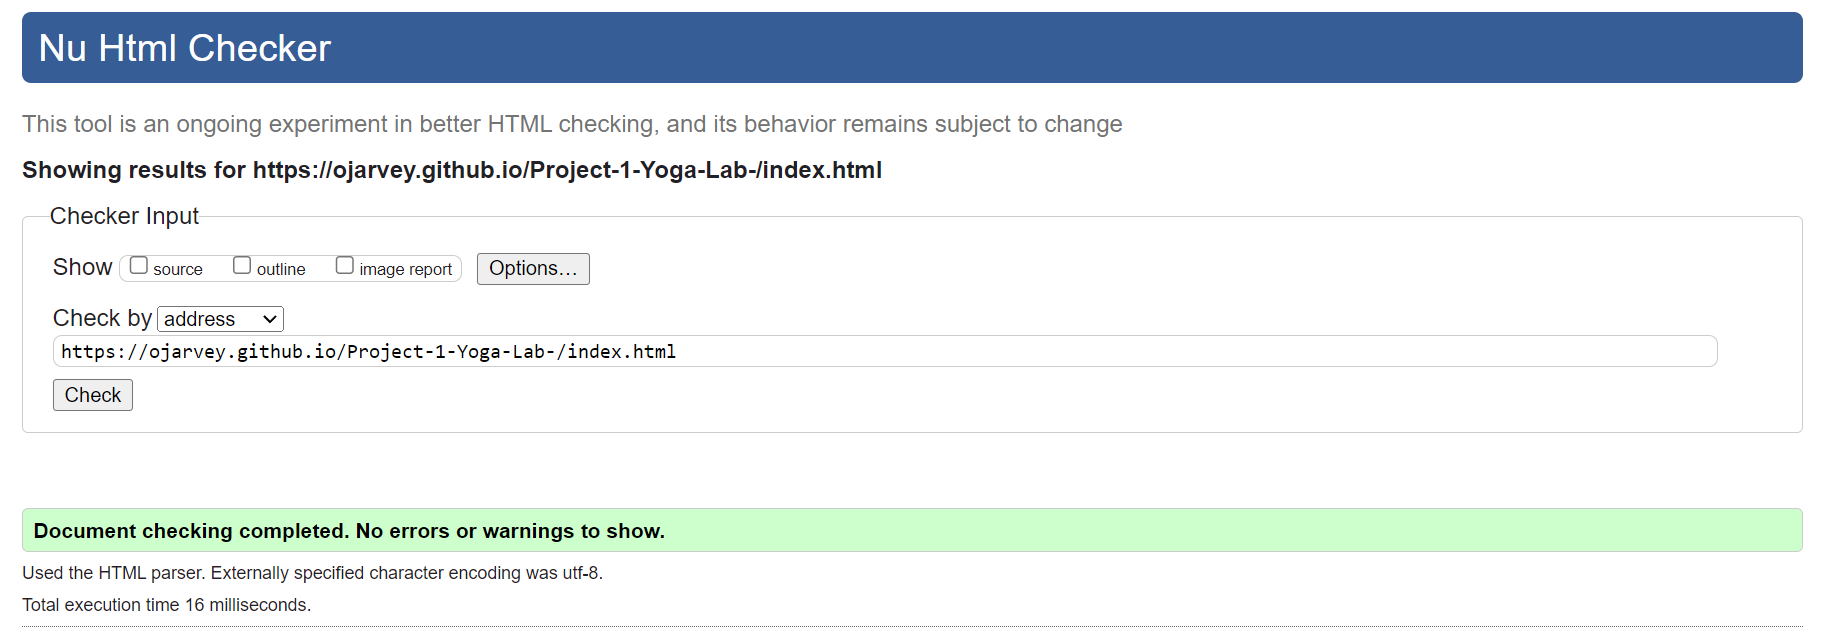 Nu Html Checker
This tool is an ongoing experiment in better HTML checking, and its behavior remains subject to change
Showing results for https://ojarvey.github.io/Project-1-Yoga-Lab-/index.html
Checker Input
Show source outline image report Options...
Check by address
https://ojarvey.github.io/Project-1-Yoga-Lab-/index.html
Check
Document checking completed. No errors or warnings to show.
Used the HTML parser. Externally specified character encoding was utf-8.
Total execution time 16 milliseconds.